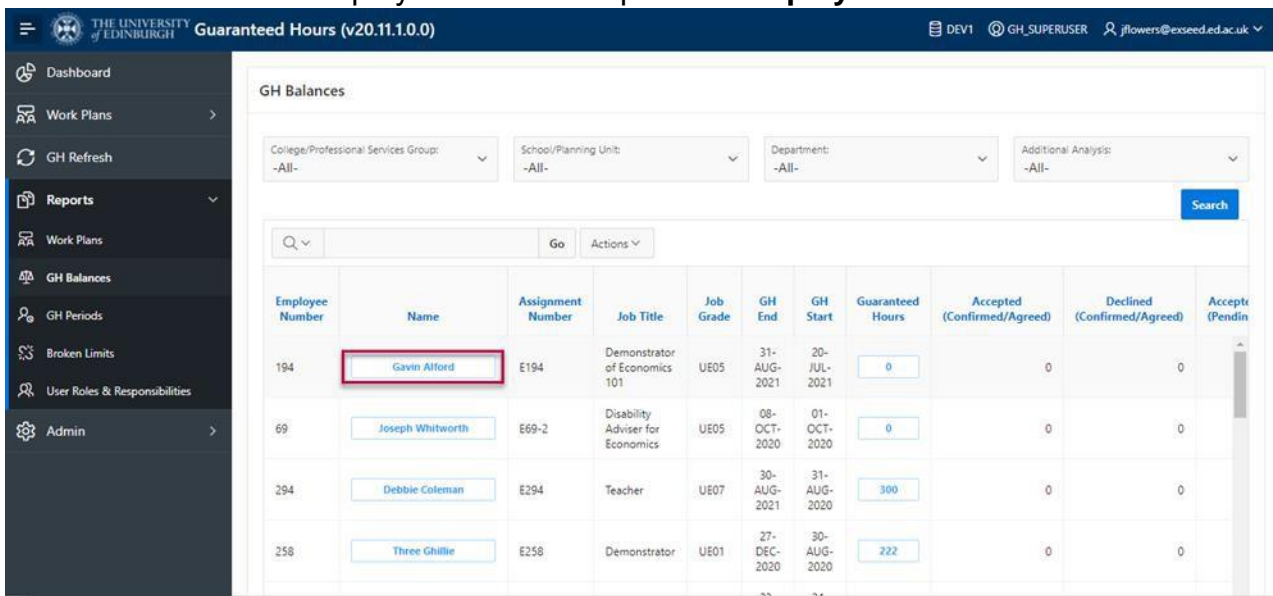 THE UNIVERSITY
of EDINBURGH
Guaranteed Hours (v20.11.1.0.0)
DEV1
GH_SUPERUSER
jflowers@exseed.ed.ac.uk
Dashboard
Work Plans
GH Refresh
Reports
Work Plans
GH Balances
GH Periods
Broken Limits
User Roles & Responsibilities
Admin
GH Balances
College/Professional Services Group:
-All-
School/Planning Unit:
-All-
Department:
-All-
Additional Analysis:
-All-
Search
Go
Actions
Employee
Number
Name
Assignment
Number
Job Title
Job
Grade
GH
End
GH
Start
Guaranteed
Hours
Accepted
(Confirmed/Agreed)
Declined
(Confirmed/Agreed)
194
Gavin Alford
E194
Demonstrator
of Economics
101
UE05
31-
AUG-
2021
20-
JUL-
2021
0
0
0
69
Joseph Whitworth
E69-2
Disability
Adviser for
Economics
UE05
08-
OCT-
2020
01-
OCT-
2020
0
0
0
294
Debbie Coleman
E294
Teacher
UE07
30-
AUG-
2021
31-
AUG-
2020
300
0
0
258
Three Ghillie
E258
Demonstrator
UE01
27-
DEC-
2020
30-
AUG-
2020
222
0
0